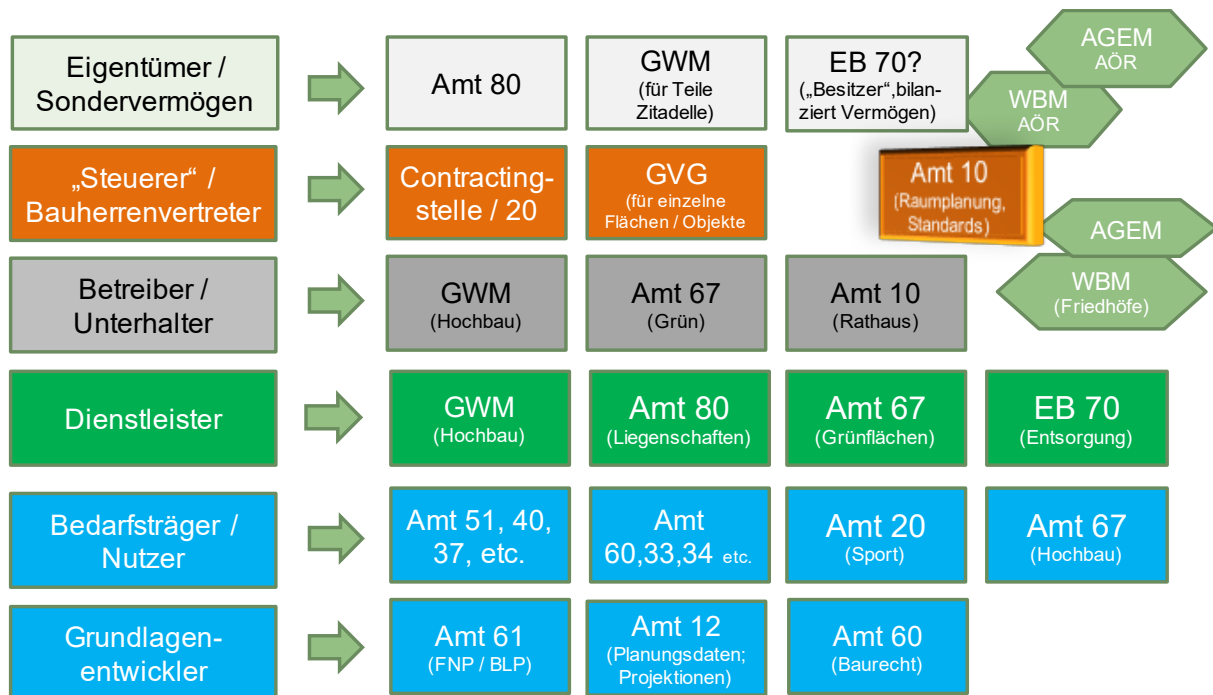 Eigentümer /
Sondervermögen
Amt 80
GWM
(für Teile
Zitadelle)
EB 70?
(„Besitzer“,bilan-
ziert Vermögen)
AGEM
AÖR
WBM
AÖR
„Steuerer“ /
Bauherrenvertreter
Contracting-
stelle / 20
GVG
(für einzelne
Flächen / Objekte
Amt 10
(Raumplanung,
Standards)
AGEM
Betreiber /
Unterhalter
GWM
(Hochbau)
Amt 67
(Grün)
Amt 10
(Rathaus)
WBM
(Friedhöfe)
Dienstleister
GWM
(Hochbau)
Amt 80
(Liegenschaften)
Amt 67
(Grünflächen)
EB 70
(Entsorgung)
Bedarfsträger /
Nutzer
Amt 51, 40,
37, etc.
Amt
60,33,34 etc.
Amt 20
(Sport)
Amt 67
(Hochbau)
Grundlagen-
entwickler
Amt 61
(FNP / BLP)
Amt 12
(Planungsdaten;
Projektionen)
Amt 60
(Baurecht)